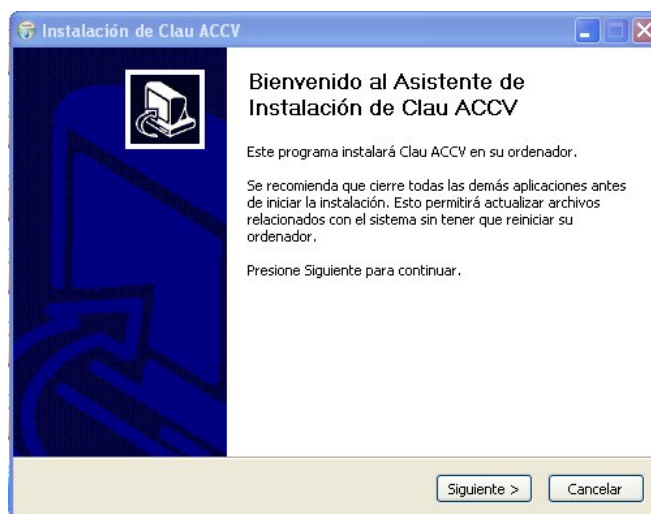 Instalación de Clau ACCV
Bienvenido al Asistente de
Instalación de Clau ACCV
Este programa instalará Clau ACCV en su ordenador.
Se recomienda que cierre todas las demás aplicaciones antes
de iniciar la instalación. Esto permitirá actualizar archivos
relacionados con el sistema sin tener que reiniciar su
ordenador.
Presione Siguiente para continuar.
Siguiente >
Cancelar